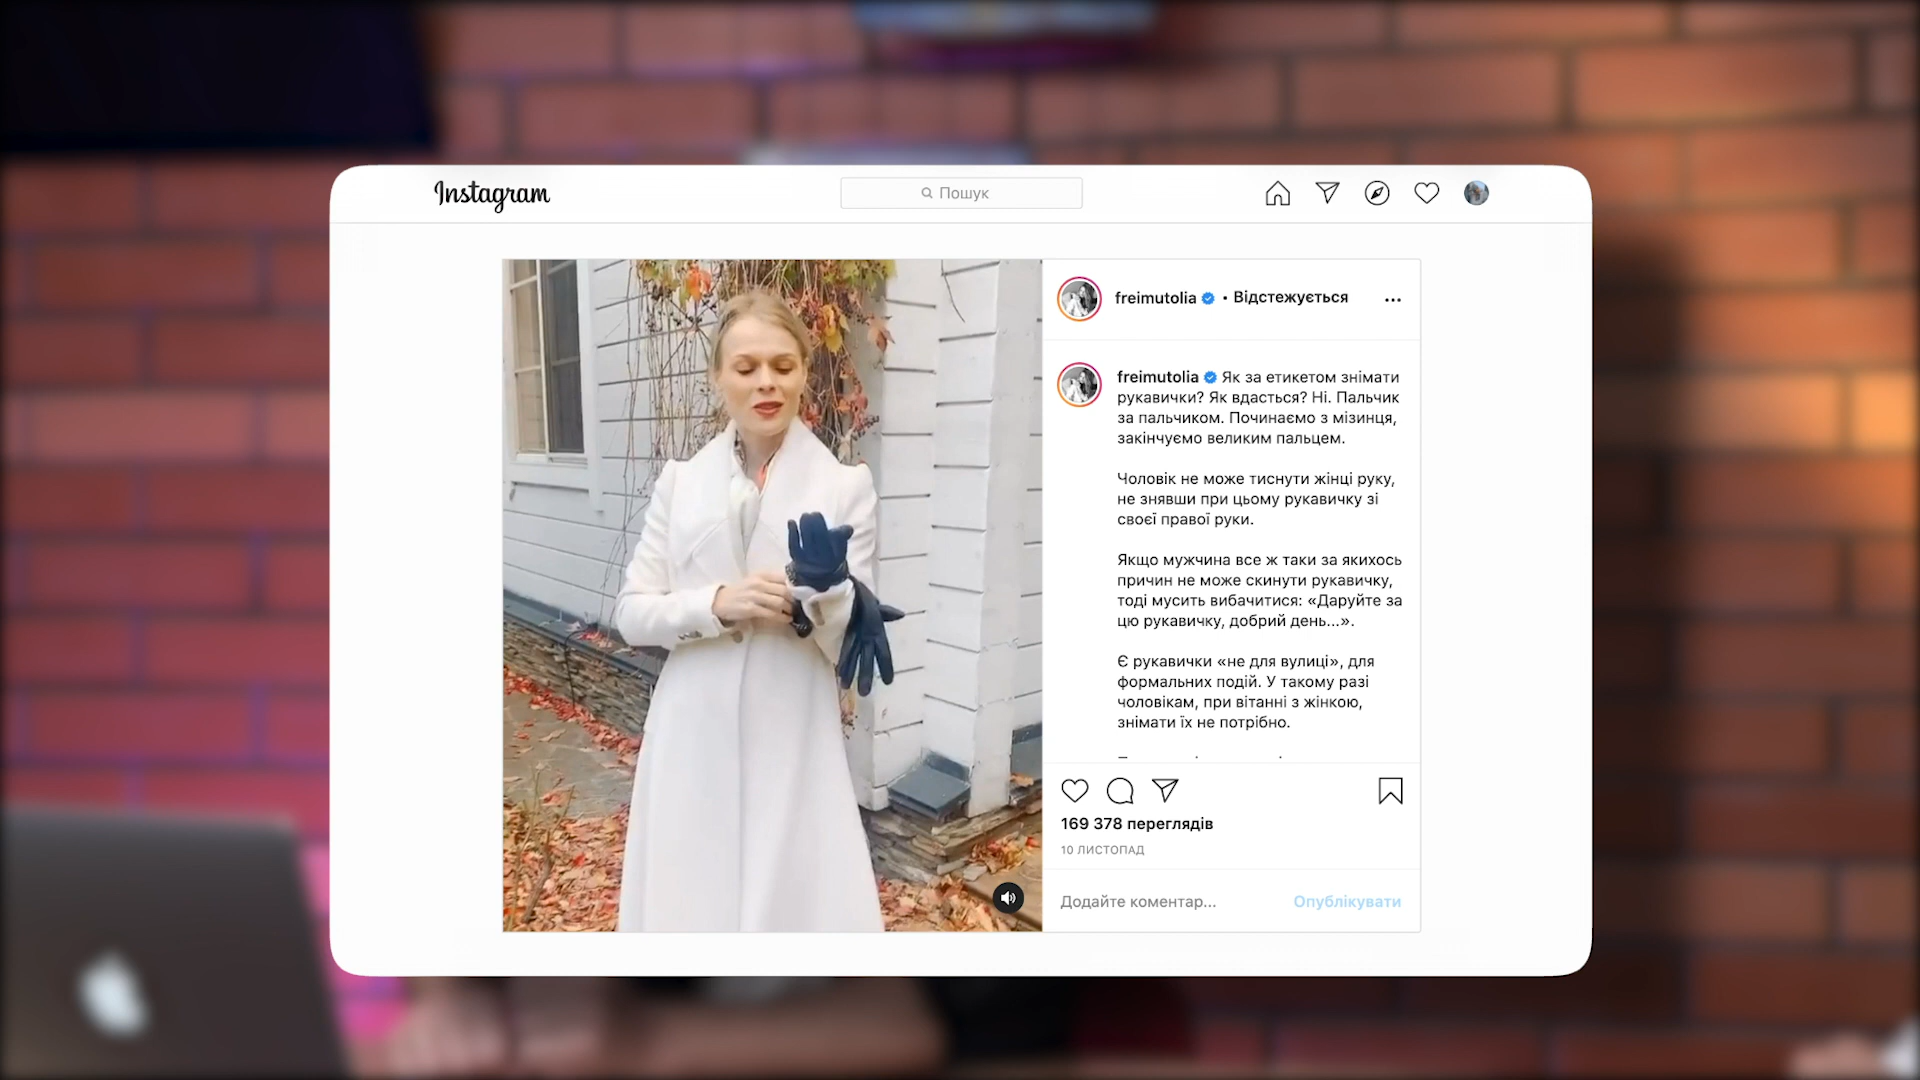 Instagram
Пошук
freimutolia • Відстежується
freimutolia Як за етикетом знімати
рукавички? Як вдасться? Ні. Пальчик
за пальчиком. Починаємо з мізинця,
закінчуємо великим пальцем.
Чоловік не може тиснути жінці руку,
не знявши при цьому рукавичку зі
своєї правої руки.
Якщо мужчина все ж таки за якихось
причин не може скинути рукавичку,
тоді мусить вибачитися: «Даруйте за
цю рукавичку, добрий день...».
Є рукавички «не для вулиці», для
формальних подій. У такому разі
чоловікам, при вітанні з жінкою,
знімати їх не потрібно.
169 378 переглядів
10 ЛИСТОПАД
Додайте коментар...
Опублікувати